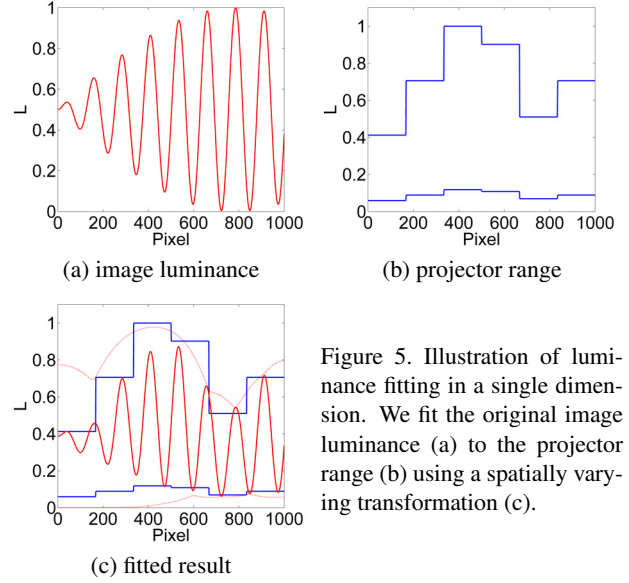 1
0.8
0.6
L
0.4
0.2
0
0 200 400 600 800 1000
Pixel
(a) image luminance
1
0.8
0.6
L
0.4
0.2
0
0 200 400 600 800 1000
Pixel
(b) projector range
1
0.8
0.6
L
0.4
0.2
0
0 200 400 600 800 1000
Pixel
(c) fitted result
Figure 5. Illustration of lumi-
nance fitting in a single dimen-
sion. We fit the original image
luminance (a) to the projector
range (b) using a spatially vary-
ing transformation (c).